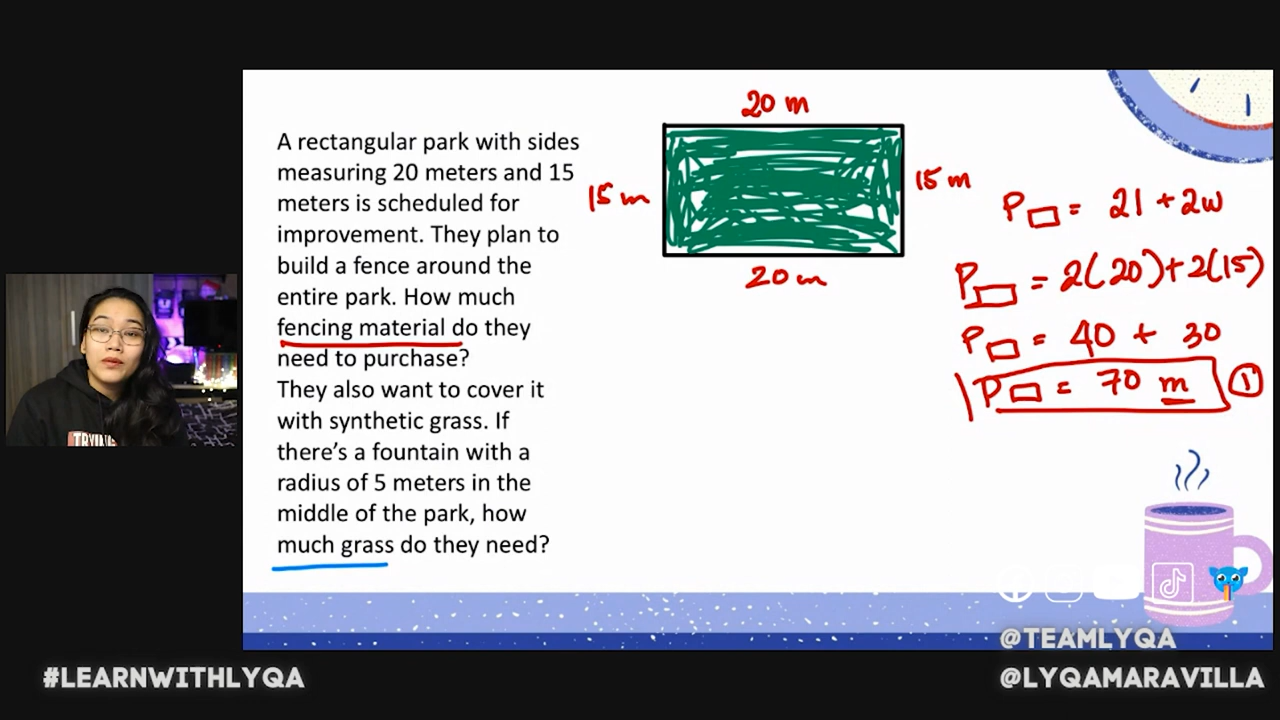 A rectangular park with sides
measuring 20 meters and 15
meters is scheduled for
improvement. They plan to
build a fence around the
entire park. How much
fencing material do they
need to purchase?
They also want to cover it
with synthetic grass. If
there’s a fountain with a
radius of 5 meters in the
middle of the park, how
much grass do they need?
20 m
15 m
15 m
20 m
P▭ = 2l + 2w
P▭ = 2(20) + 2(15)
P▭ = 40 + 30
P▭ = 70 m
1
TRYING
@TEAMLYQA
#LEARNWITHLYQA
@LYQAMARAVILLA